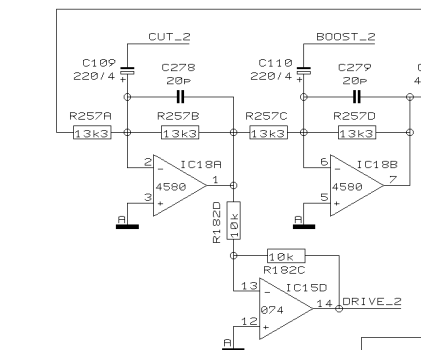 CUT_2
BOOST_2
C109
220/4
+
C278
20p
C110
220/4
+
C279
20p
R257A
13k3
R257B
13k3
R257C
13k3
R257D
13k3
2
-
IC18A
4580
1
3
+
A
6
-
IC18B
4580
7
5
+
A
R182D
10k
10k
R182C
13
-
IC15D
074
14
DRIVE_2
12
+
A